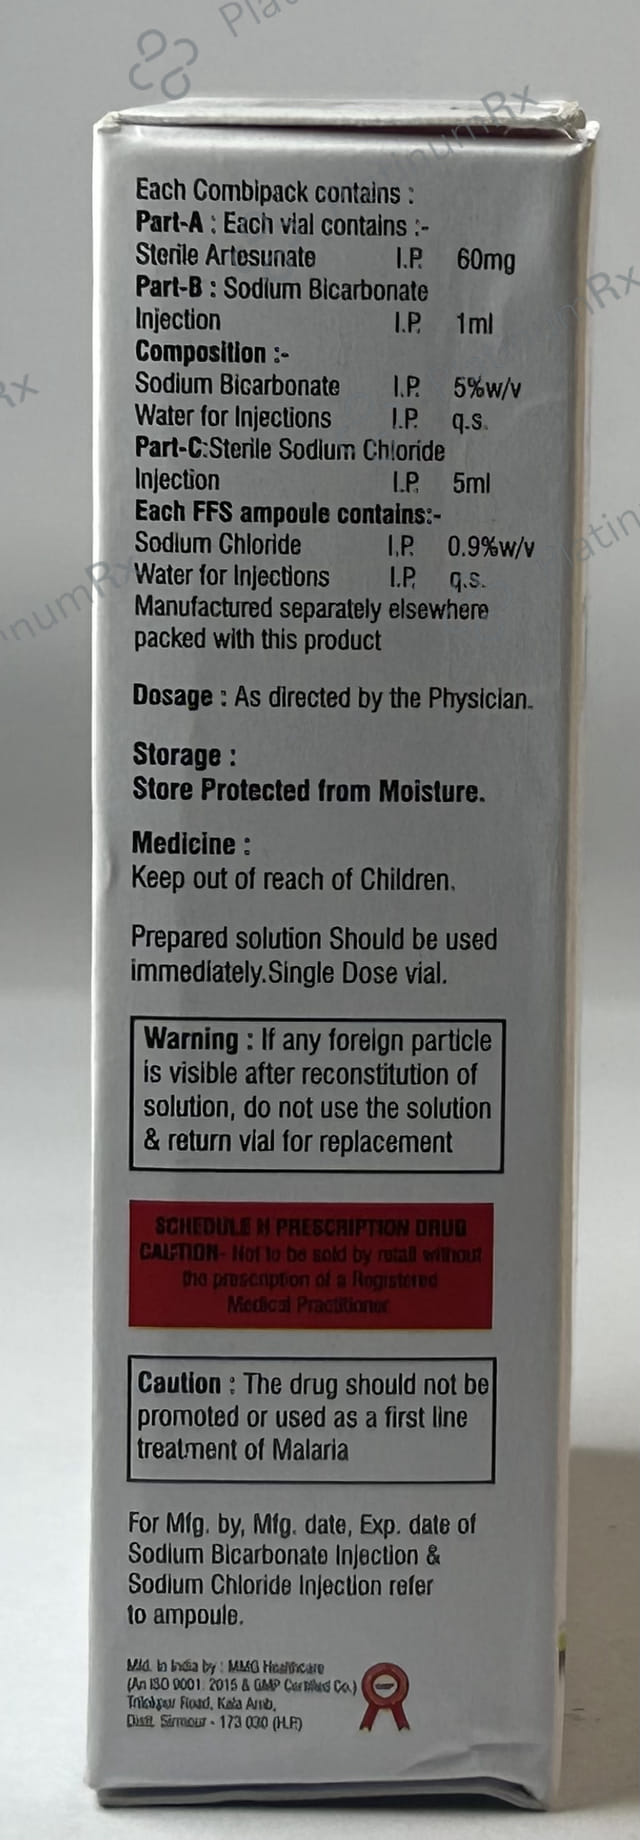 PlatinumRx
Each Combipack contains :
Part-A : Each vial contains :-
Sterile Artesunate I.P. 60mg
Part-B : Sodium Bicarbonate
Injection I.P. 1ml
Composition :-
Sodium Bicarbonate I.P. 5%w/v
Water for Injections I.P. q.s.
Part-C:Sterile Sodium Chloride
Injection I.P. 5ml
Each FFS ampoule contains:-
Sodium Chloride I.P. 0.9%w/v
Water for Injections I.P. q.s.
Manufactured separately elsewhere
packed with this product
Dosage : As directed by the Physician.
Storage :
Store Protected from Moisture.
Medicine :
Keep out of reach of Children.
Prepared solution Should be used
immediately.Single Dose vial.
Warning : If any foreign particle
is visible after reconstitution of
solution, do not use the solution
& return vial for replacement
SCHEDULE H PRESCRIPTION DRUG
CAUTION- Not to be sold by retail without
the prescription of a Registered
Medical Practitioner
Caution : The drug should not be
promoted or used as a first line
treatment of Malaria
For Mfg. by, Mfg. date, Exp. date of
Sodium Bicarbonate Injection &
Sodium Chloride Injection refer
to ampoule.
Mfd. in India by : MMG Healthcare
(An ISO 9001: 2015 & GMP Certified Co.)
Trilokpur Road, Kala Amb,
Distt. Sirmour - 173 030 (H.P.)